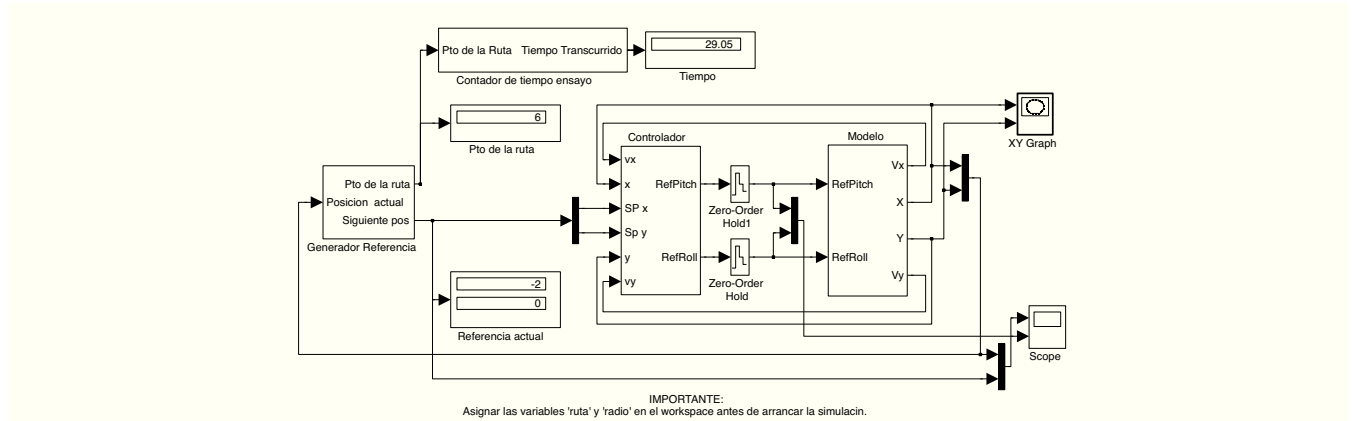 Pto de la Ruta Tiempo Transcurrido
Contador de tiempo ensayo
29.05
Tiempo
6
Pto de la ruta
Pto de la ruta
Posicion actual
Siguiente pos
Generador Referencia
-2
0
Referencia actual
Controlador
vx
x
SP x
Sp y
y
vy
RefPitch
RefRoll
Zero-Order
Hold1
Zero-Order
Hold
Modelo
RefPitch
RefRoll
Vx
X
Y
Vy
XY Graph
Scope
IMPORTANTE:
Asignar las variables 'ruta' y 'radio' en el workspace antes de arrancar la simulacin.